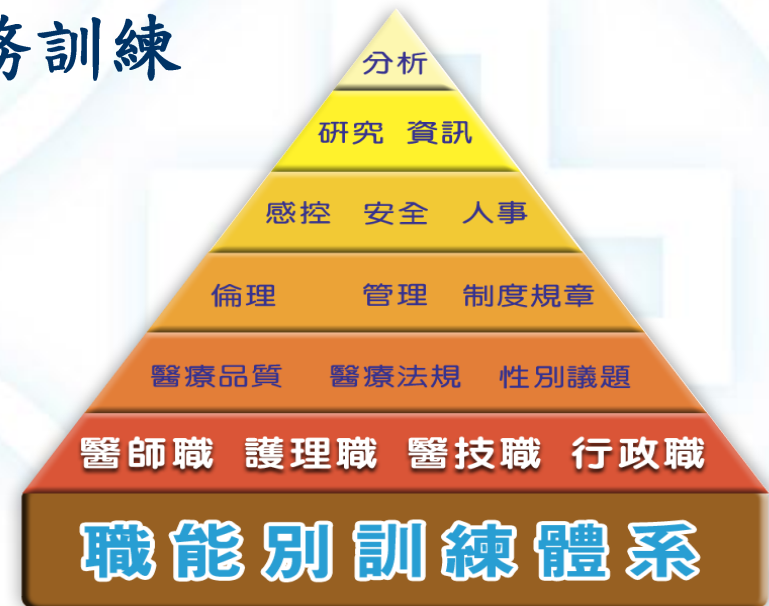 務訓練
分析
研究 資訊
感控 安全 人事
倫理 管理 制度規章
醫療品質 醫療法規 性別議題
醫師職 護理職 醫技職 行政職
職能別訓練體系